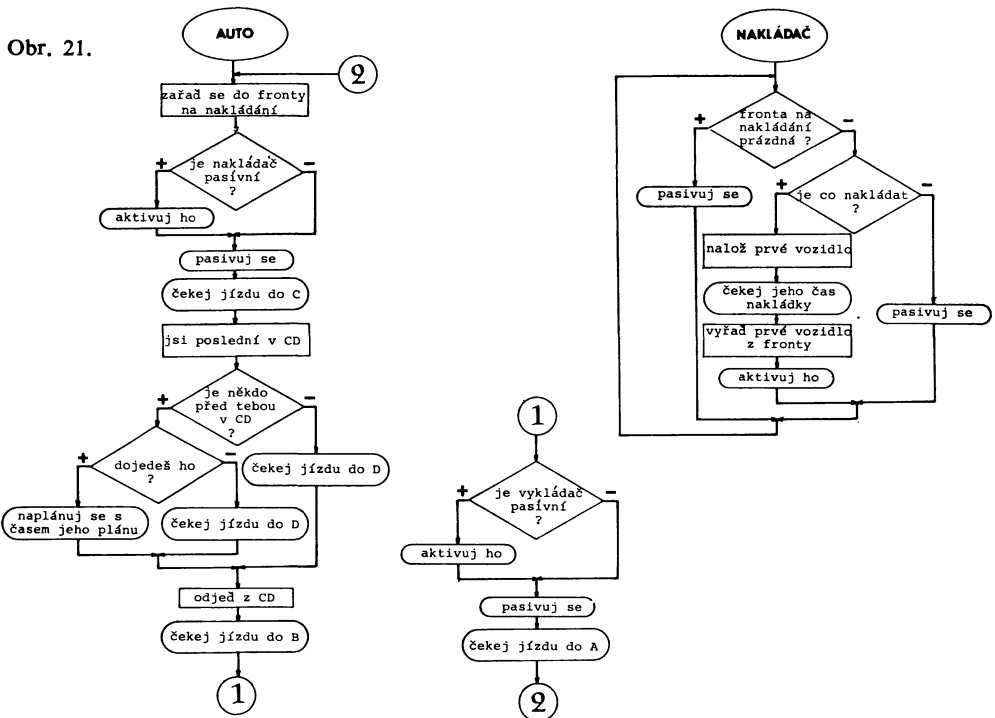 Obr. 21.
AUTO
2
zařaď se do fronty
na nakládání
+
-
je nakládač
pasívní
?
aktivuj ho
pasivuj se
čekej jízdu do C
jsi poslední v CD
je někdo
před tebou
v CD
?
+
-
dojedeš ho
?
+
-
čekej jízdu do D
naplánuj se s
časem jeho plánu
čekej jízdu do D
odjeď z CD
čekej jízdu do B
1
1
je vykládač
pasívní
?
+
-
aktivuj ho
pasivuj se
čekej jízdu do A
2
NAKLÁDAČ
fronta na
nakládání
prázdná ?
+
-
pasivuj se
je co nakládat
?
+
-
nalož prvé vozidlo
čekej jeho čas
nakládky
pasivuj se
vyřaď prvé vozidlo
z fronty
aktivuj ho